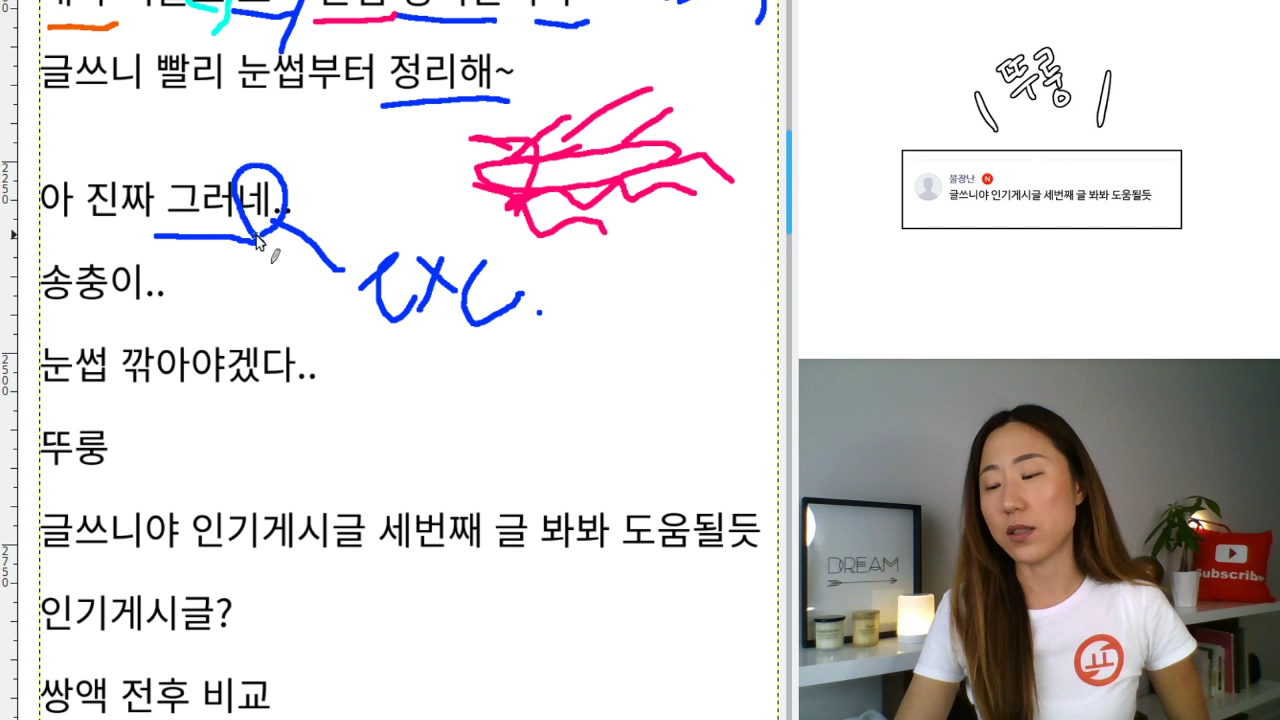 글쓰니 빨리 눈썹부터 정리해~
아 진짜 그러네..
송충이..
exc.
눈썹 깎아야겠다..
뚜룽
글쓰니야 인기게시글 세번째 글 봐봐 도움될듯
인기게시글?
쌍액 전후 비교
뚜룽
불장난 N
글쓰니야 인기게시글 세번째 글 봐봐 도움될듯
DREAM
Subscribe